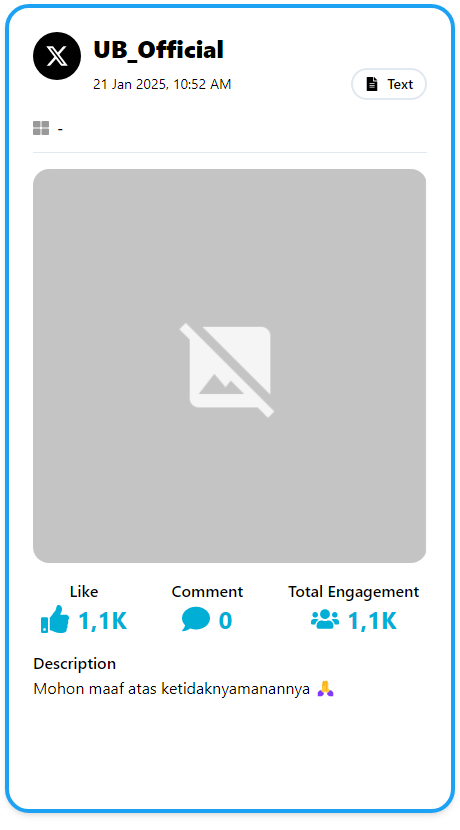 UB_Official
21 Jan 2025, 10:52 AM
Text
-
Like Comment Total Engagement
1,1K 0 1,1K
Description
Mohon maaf atas ketidaknyamanannya 🙏